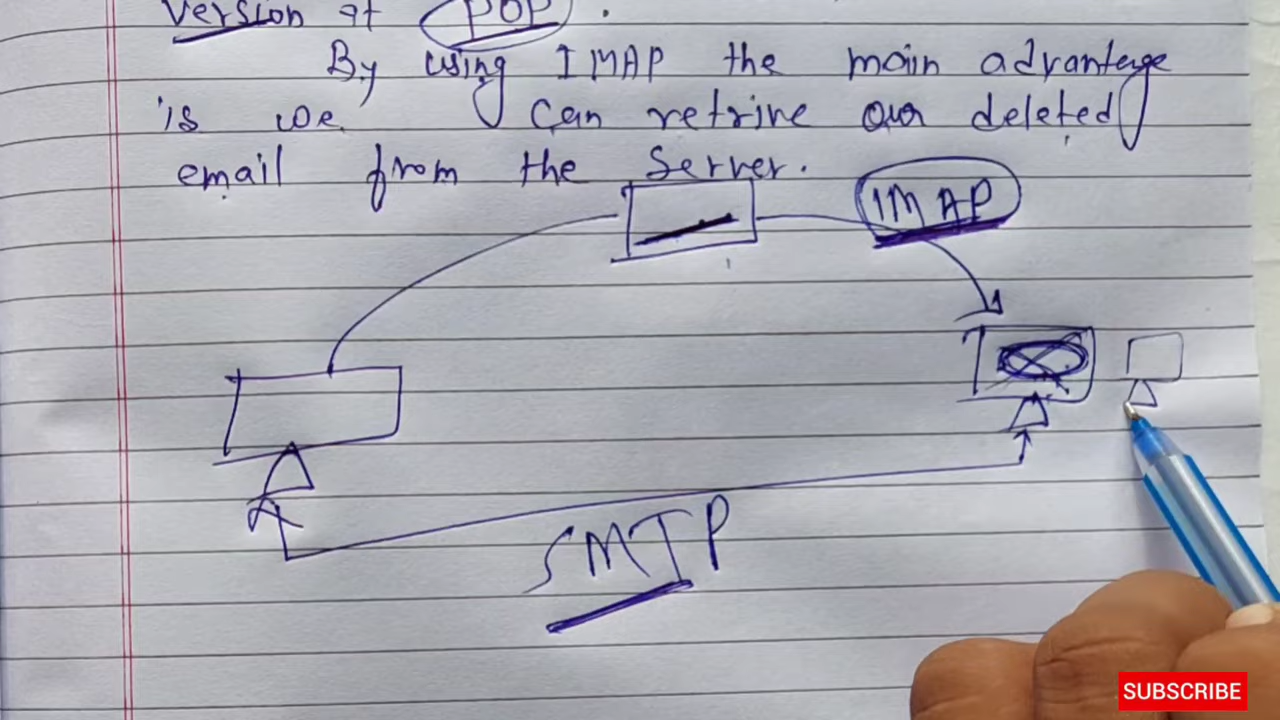 version of POP.
By using IMAP the main advantage
is we can retrive our deleted
email from the server.
IMAP
SMTP
SUBSCRIBE